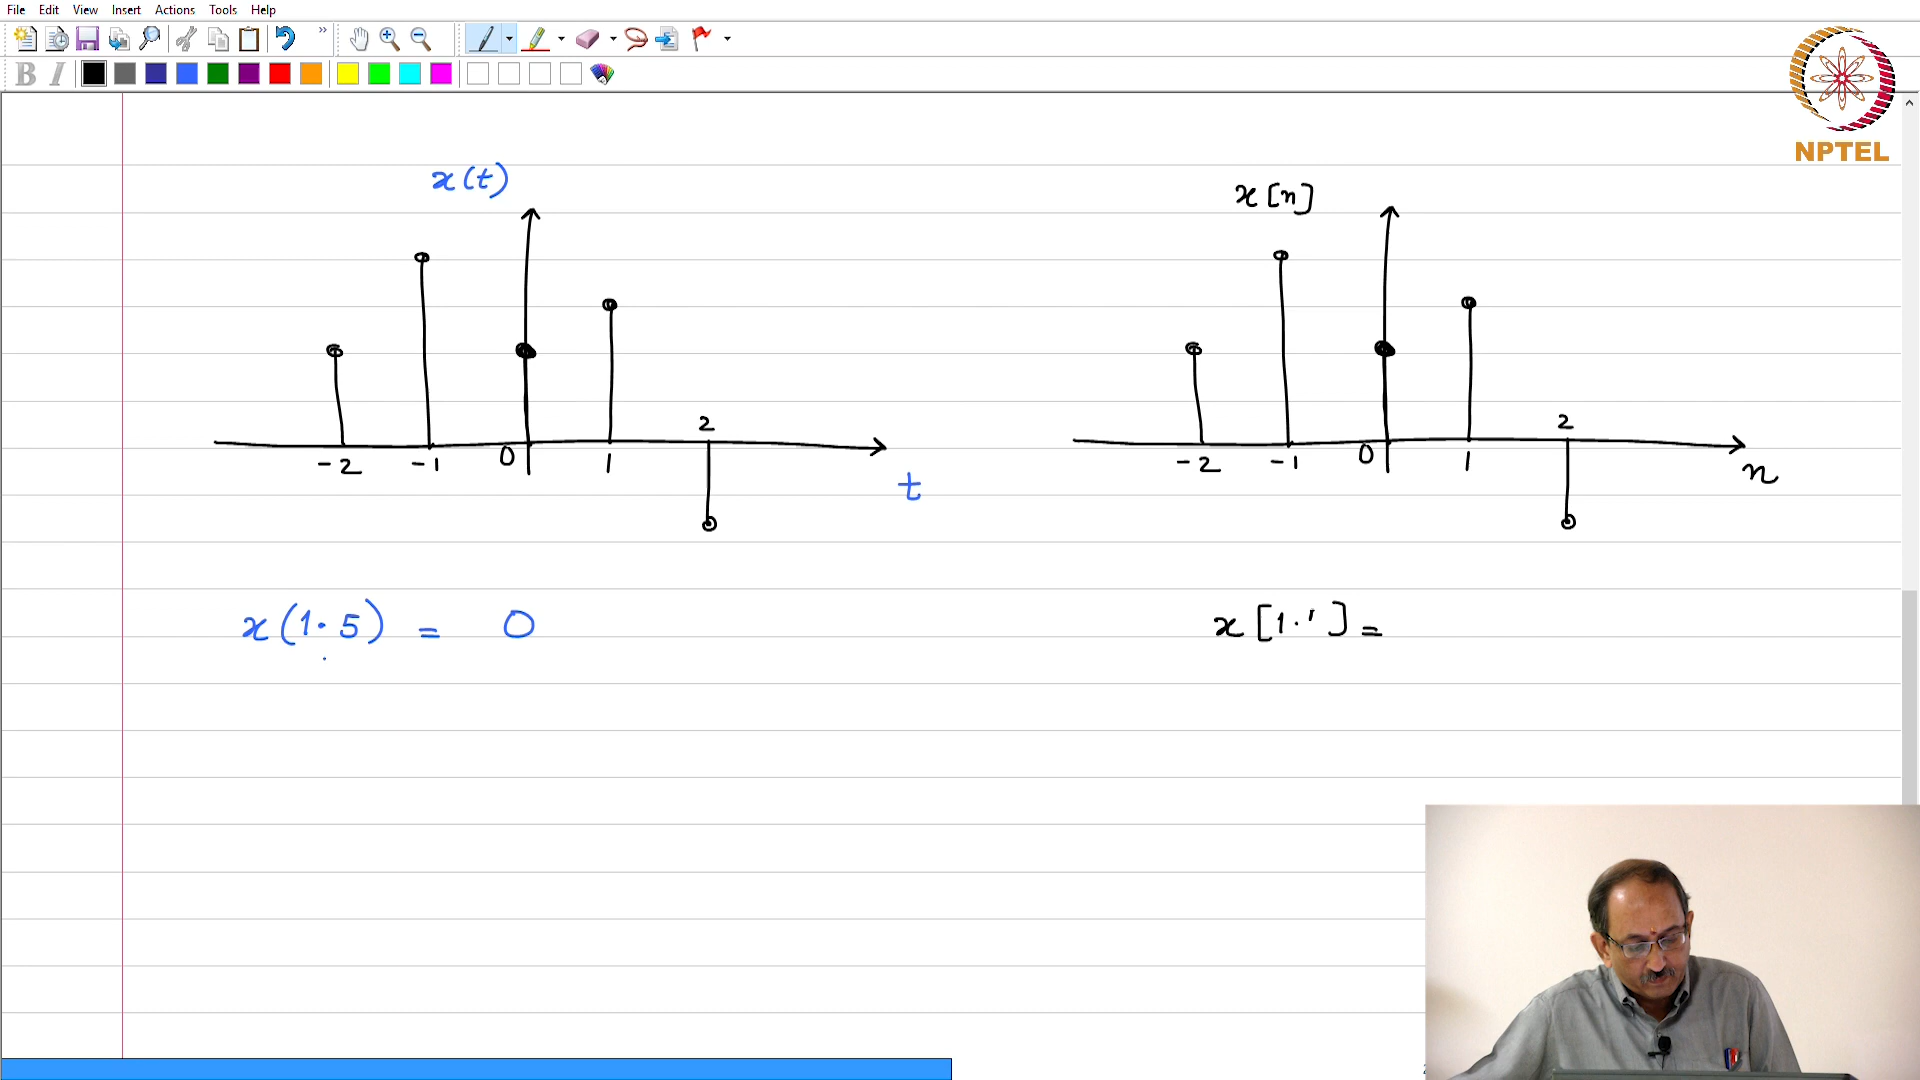 File Edit View Insert Actions Tools Help
B I
NPTEL
x(t)
x[n]
-2 -1 0 1 2
t
-2 -1 0 1 2
n
x(1.5) = 0
x[1.' ] =